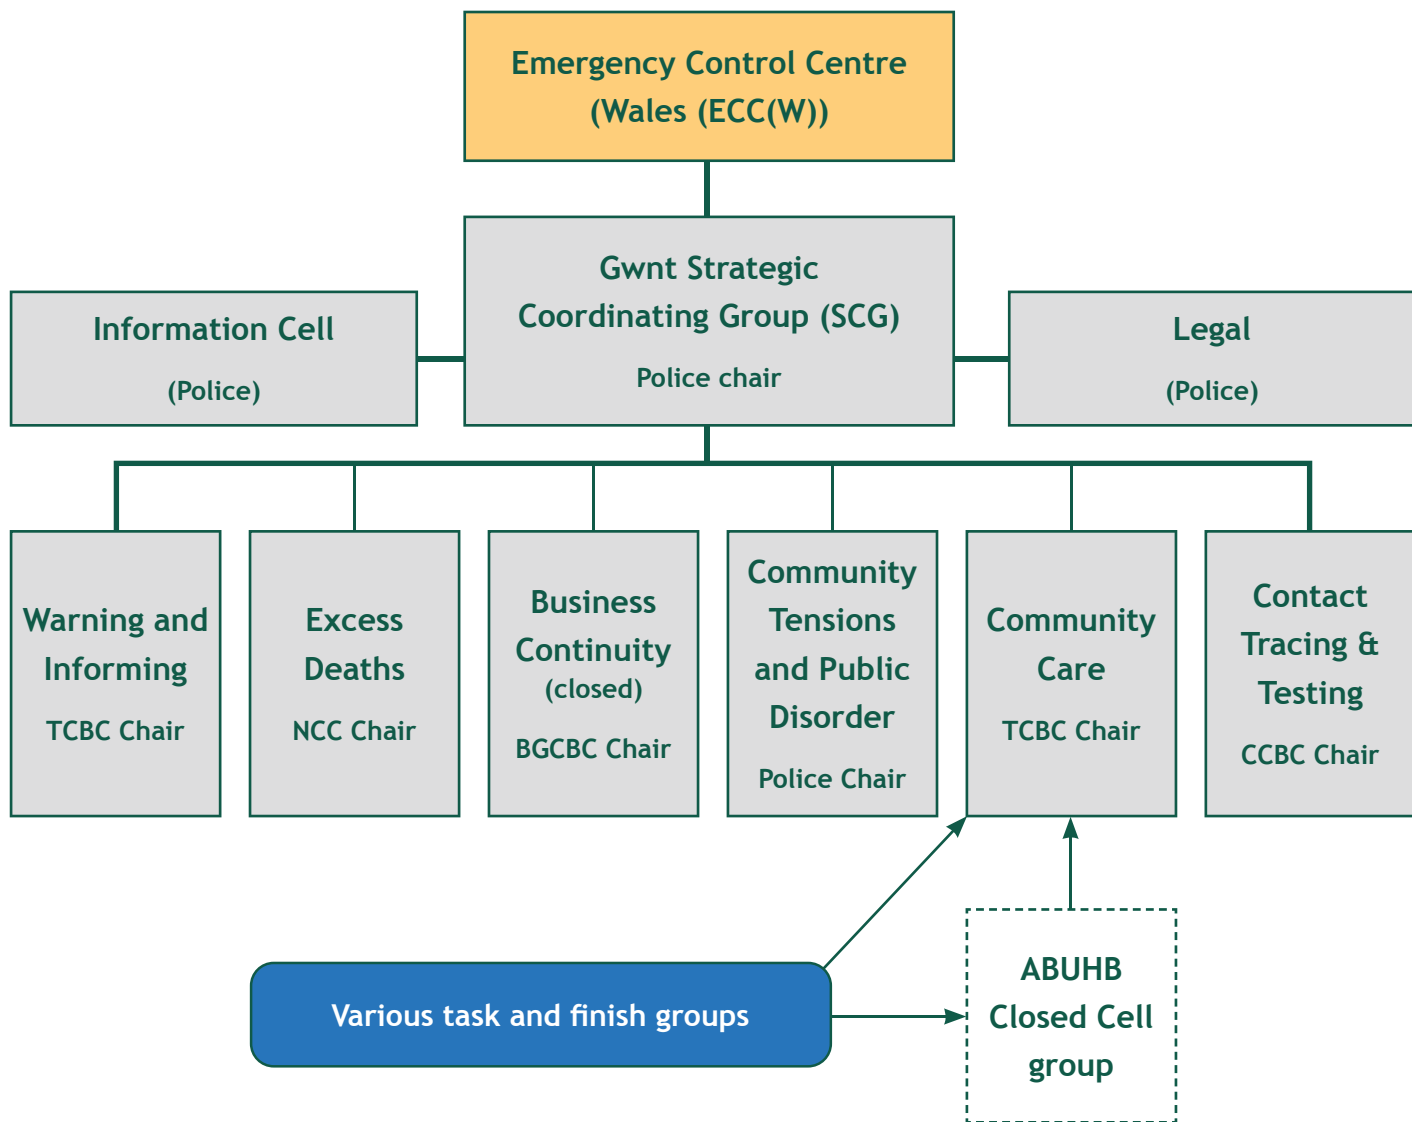 Emergency Control Centre
(Wales (ECC(W))
Gwnt Strategic
Coordinating Group (SCG)
Police chair
Information Cell
(Police)
Legal
(Police)
Warning and
Informing
TCBC Chair
Excess
Deaths
NCC Chair
Business
Continuity
(closed)
BGCBC Chair
Community
Tensions
and Public
Disorder
Police Chair
Community
Care
TCBC Chair
Contact
Tracing &
Testing
CCBC Chair
Various task and finish groups
ABUHB
Closed Cell
group